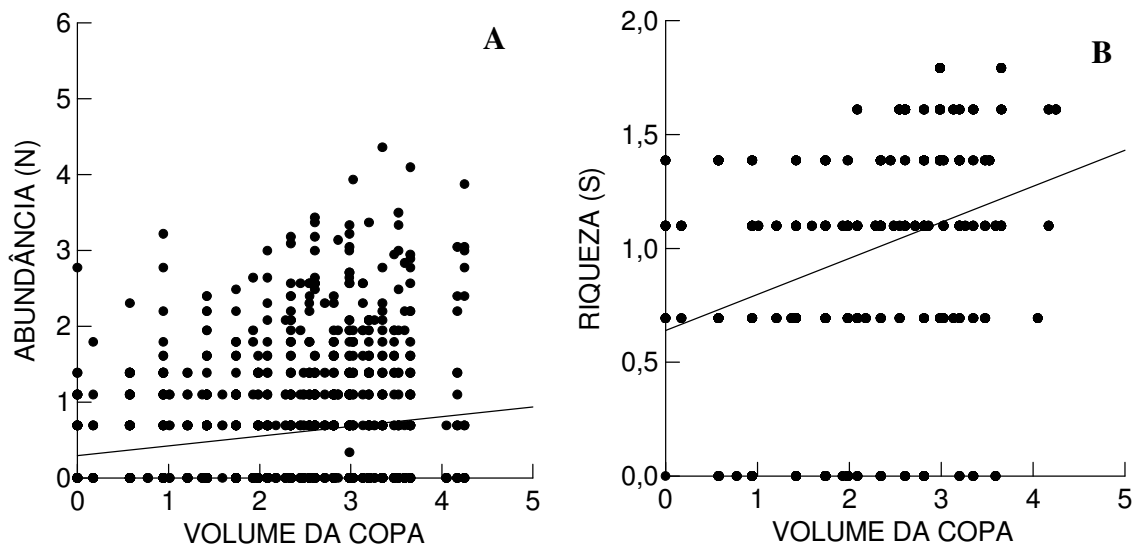 A
ABUNDÂNCIA (N)
6
5
4
3
2
1
0
0 1 2 3 4 5
VOLUME DA COPA
B
RIQUEZA (S)
2,0
1,5
1,0
0,5
0,0
0 1 2 3 4 5
VOLUME DA COPA